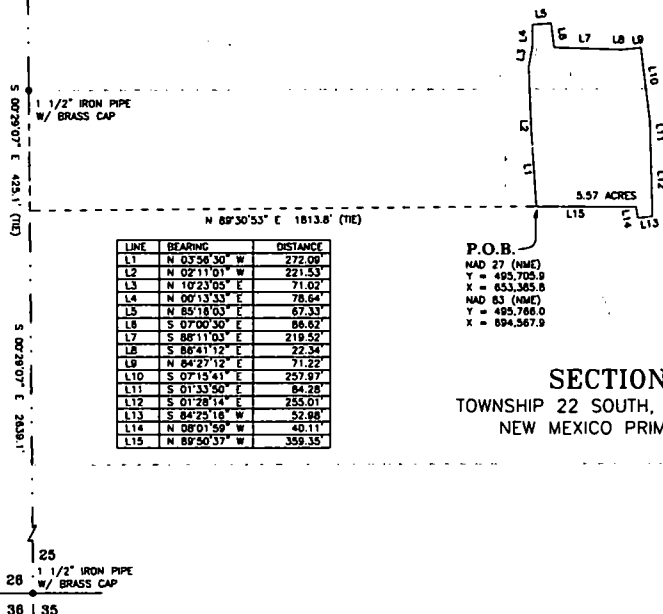 L5
L4
L6
L3
L7
L8
L9
L10
L2
L11
L1
L12
5.57 ACRES
L15
L14
L13
1 1/2" IRON PIPE
W/ BRASS CAP
S 00°29'07" E 425.1' (TIE)
N 89°30'53" E 1813.8' (TIE)
LINE BEARING DISTANCE
L1 N 03°56'30" W 272.09'
L2 N 02°11'01" W 221.53'
L3 N 10°23'05" E 71.02'
L4 N 00°13'33" E 78.64'
L5 N 85°18'03" E 67.33'
L6 S 07°00'30" E 86.62'
L7 S 88°11'03" E 219.52'
L8 S 86°41'12" E 22.34'
L9 N 84°27'12" E 71.22'
L10 S 07°15'41" E 257.97'
L11 S 01°33'50" E 84.28'
L12 S 01°28'14" E 255.01'
L13 S 84°25'18" W 52.98'
L14 N 08°01'59" W 40.11'
L15 N 89°50'37" W 359.35'
P.O.B.
NAD 27 (NME)
Y = 495,705.9
X = 653,385.8
NAD 83 (NME)
Y = 495,766.0
X = 694,567.9
SECTION
TOWNSHIP 22 SOUTH,
NEW MEXICO PRIM
S 00°29'07" E 2639.1'
25
26
1 1/2" IRON PIPE
W/ BRASS CAP
36 35